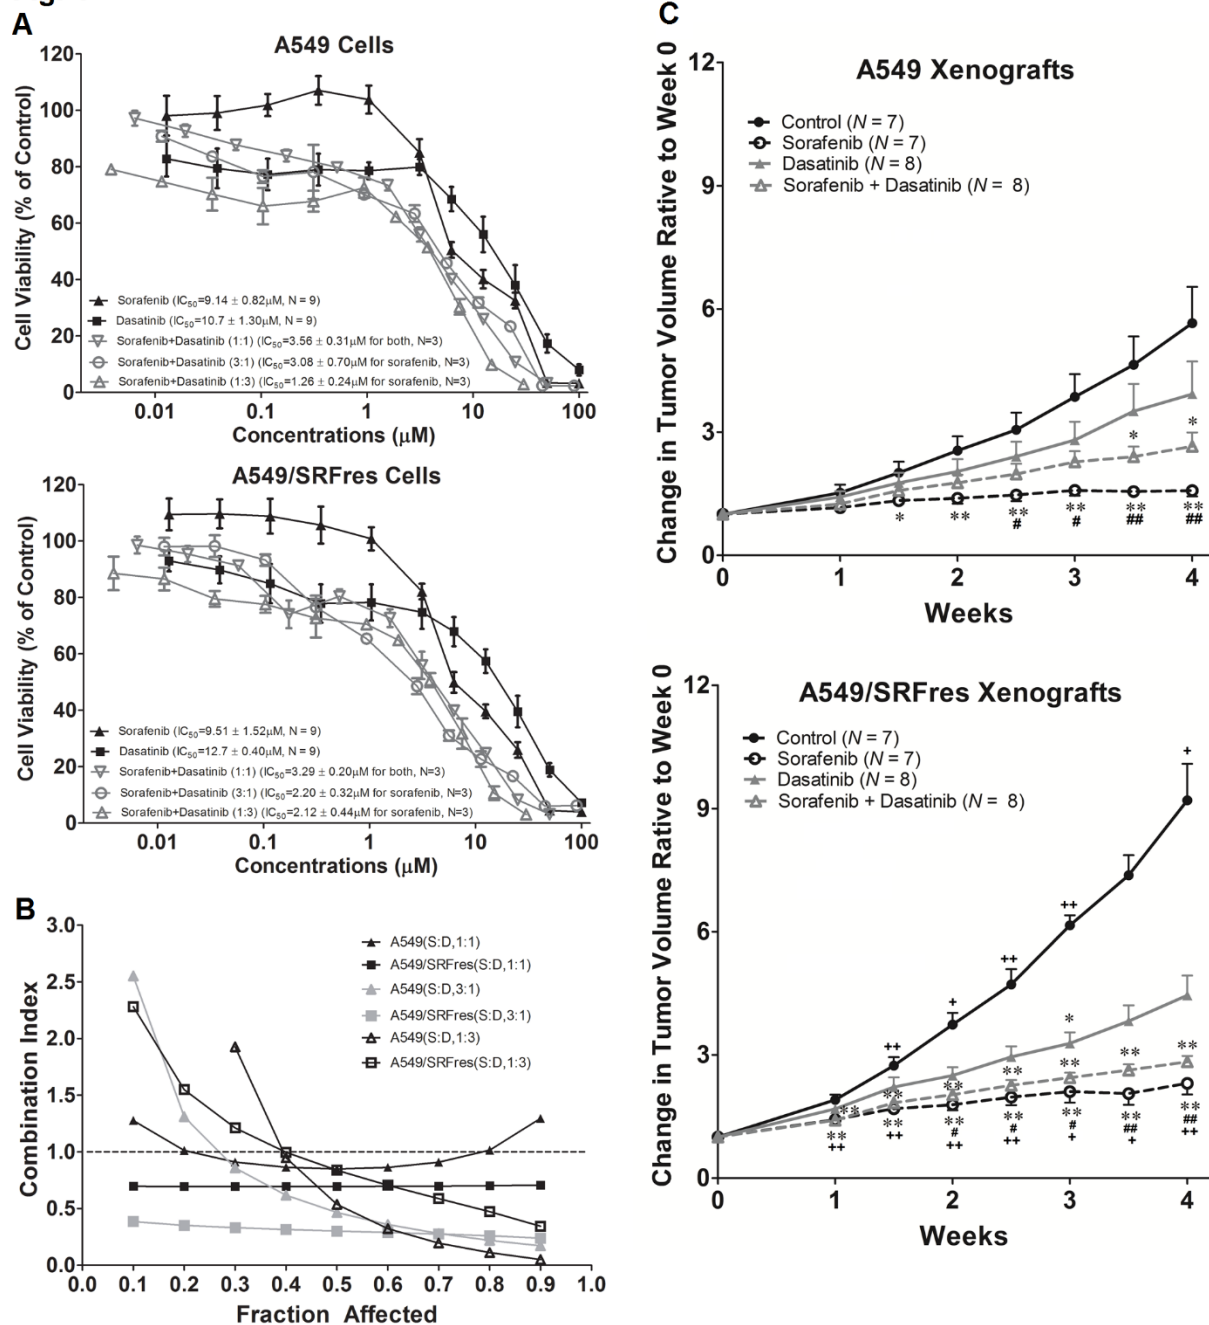 A
A549 Cells
Cell Viability (% of Control)
120
100
80
60
40
20
0
Sorafenib (IC50=9.14 ± 0.82µM, N = 9)
Dasatinib (IC50=10.7 ± 1.30µM, N = 9)
Sorafenib+Dasatinib (1:1) (IC50=3.56 ± 0.31µM for both, N=3)
Sorafenib+Dasatinib (3:1) (IC50=3.08 ± 0.70µM for sorafenib, N=3)
Sorafenib+Dasatinib (1:3) (IC50=1.26 ± 0.24µM for sorafenib, N=3)
0.01 0.1 1 10 100
Concentrations (µM)
A549/SRFres Cells
Cell Viability (% of Control)
120
100
80
60
40
20
0
Sorafenib (IC50=9.51 ± 1.52µM, N = 9)
Dasatinib (IC50=12.7 ± 0.40µM, N = 9)
Sorafenib+Dasatinib (1:1) (IC50=3.29 ± 0.20µM for both, N=3)
Sorafenib+Dasatinib (3:1) (IC50=2.20 ± 0.32µM for sorafenib, N=3)
Sorafenib+Dasatinib (1:3) (IC50=2.12 ± 0.44µM for sorafenib, N=3)
0.01 0.1 1 10 100
Concentrations (µM)
B
Combination Index
3.0
2.5
2.0
1.5
1.0
0.5
0.0
A549(S:D,1:1)
A549/SRFres(S:D,1:1)
A549(S:D,3:1)
A549/SRFres(S:D,3:1)
A549(S:D,1:3)
A549/SRFres(S:D,1:3)
0.0 0.1 0.2 0.3 0.4 0.5 0.6 0.7 0.8 0.9 1.0
Fraction Affected
C
A549 Xenografts
Change in Tumor Volume Rative to Week 0
12
9
6
3
0
Control (N = 7)
Sorafenib (N = 7)
Dasatinib (N = 8)
Sorafenib + Dasatinib (N = 8)
* *
* ** ** ** ** **
# # ## ##
0 1 2 3 4
Weeks
A549/SRFres Xenografts
Change in Tumor Volume Rative to Week 0
12
9
6
3
0
Control (N = 7)
Sorafenib (N = 7)
Dasatinib (N = 8)
Sorafenib + Dasatinib (N = 8)
++ + ++ ++ +
*
** ** ** ** ** ** **
** ** ** ** ** ** **
# # # ## ##
++ ++ ++ ++ + + ++
0 1 2 3 4
Weeks